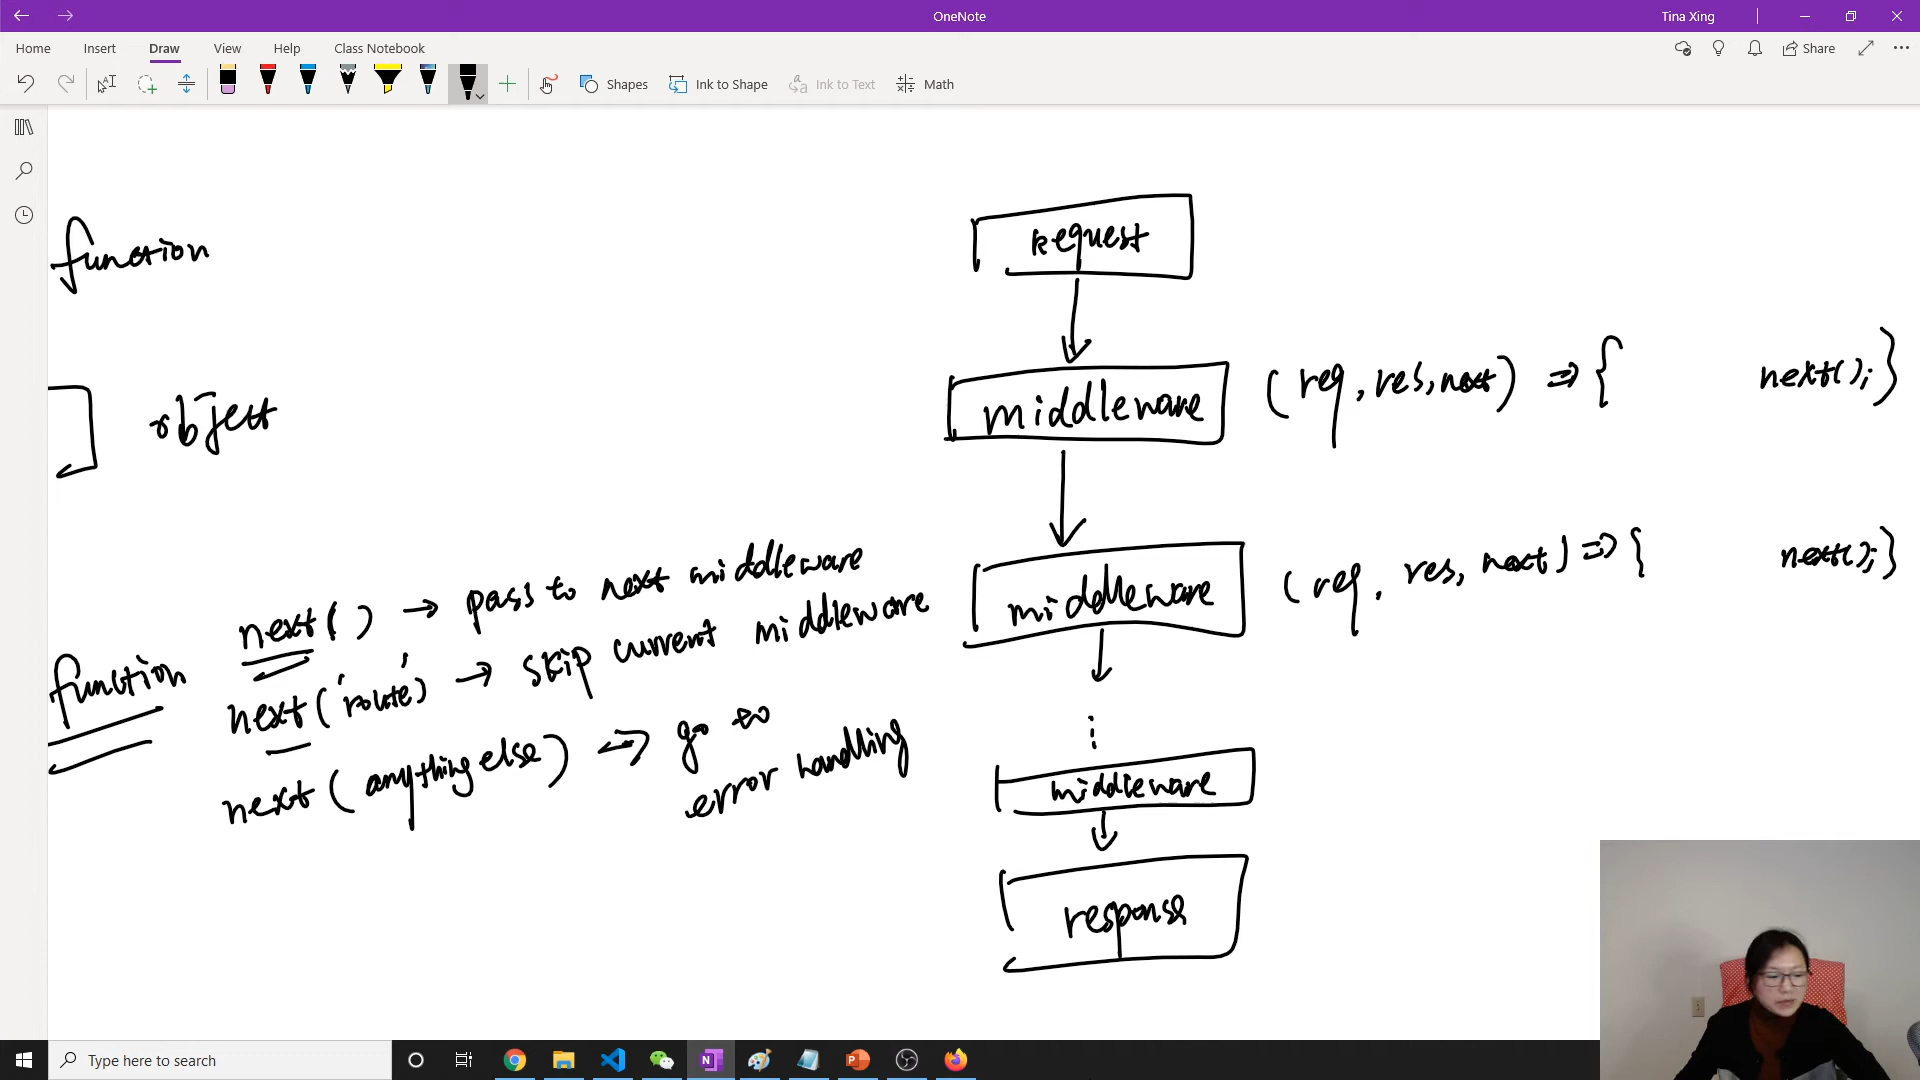 OneNote
Tina Xing
Home Insert Draw View Help Class Notebook
Share
Shapes
Ink to Shape
Ink to Text
Math
function
object
function
next() → pass to next middleware
next('route') → skip current middleware
next(anything else) → go to
error handling
request
middleware
(req, res, next) => { next(); }
middleware
(req, res, next) => { next(); }
middleware
response
Type here to search